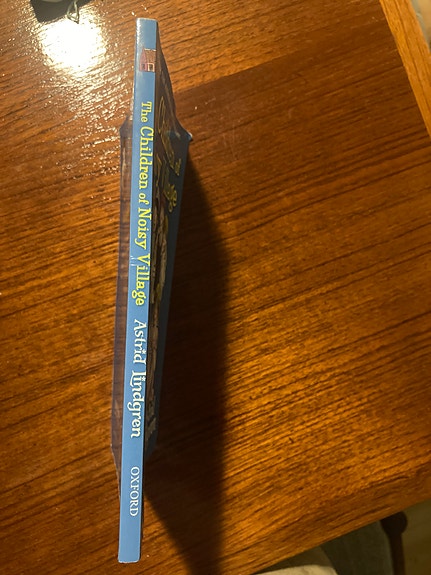 The Children of Noisy Village Astrid Lindgren OXFORD